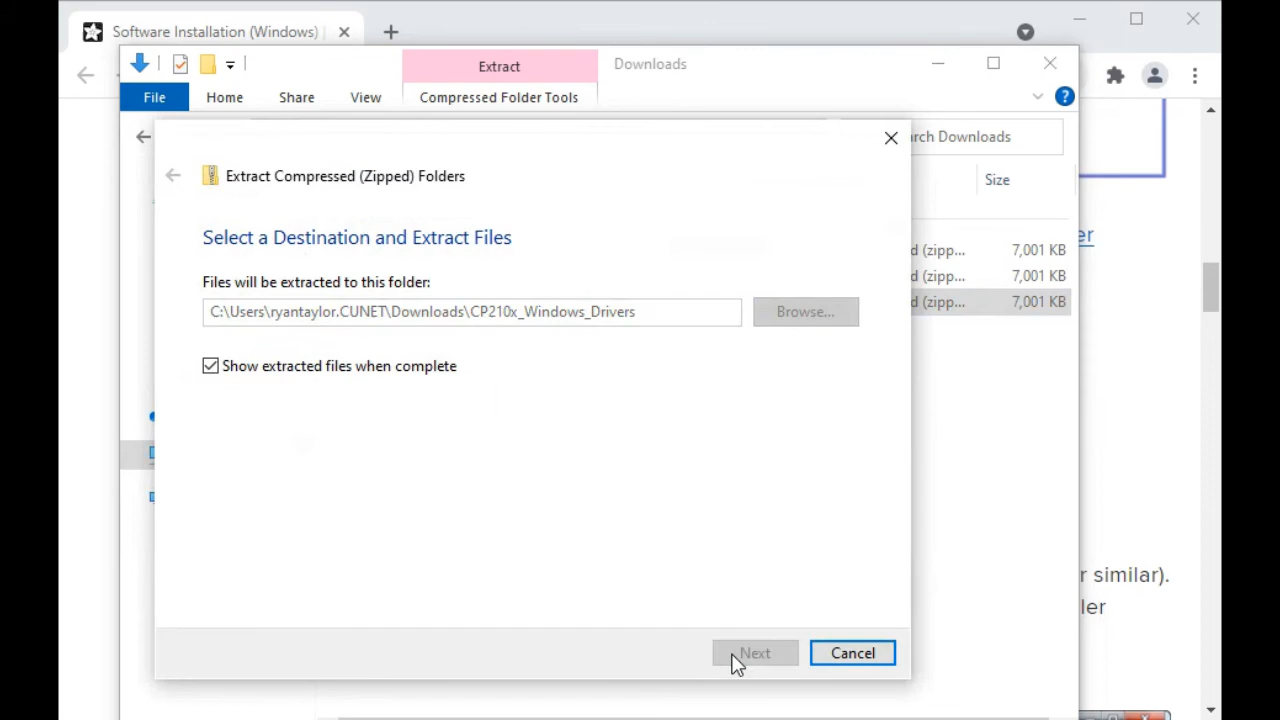 Software Installation (Windows) |
Extract
Downloads
File
Home
Share
View
Compressed Folder Tools
rch Downloads
Extract Compressed (Zipped) Folders
Size
Select a Destination and Extract Files
er
Files will be extracted to this folder:
d (zipp...
7,001 KB
d (zipp...
7,001 KB
d (zipp...
7,001 KB
C:\Users\ryantaylor.CUNET\Downloads\CP210x_Windows_Drivers
Browse...
Show extracted files when complete
r similar).
ler
Next
Cancel